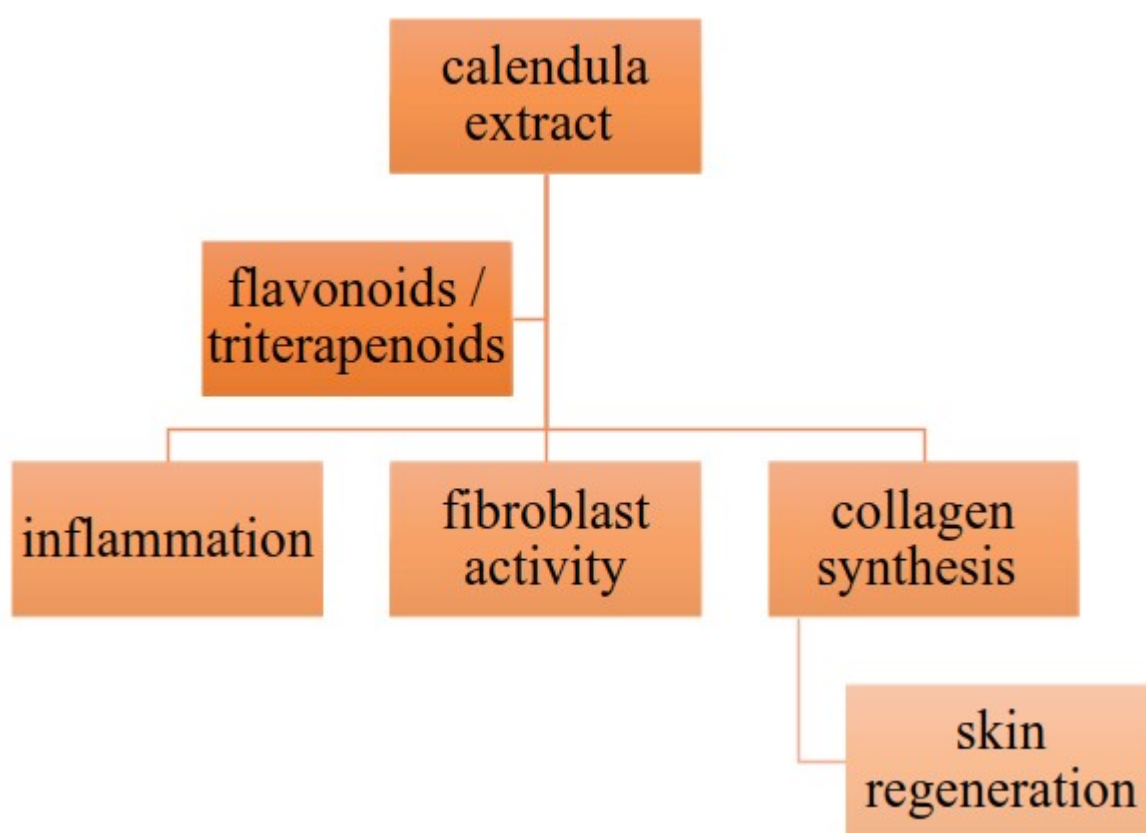 calendula
extract
flavonoids /
triterapenoids
inflammation
fibroblast
activity
collagen
synthesis
skin
regeneration